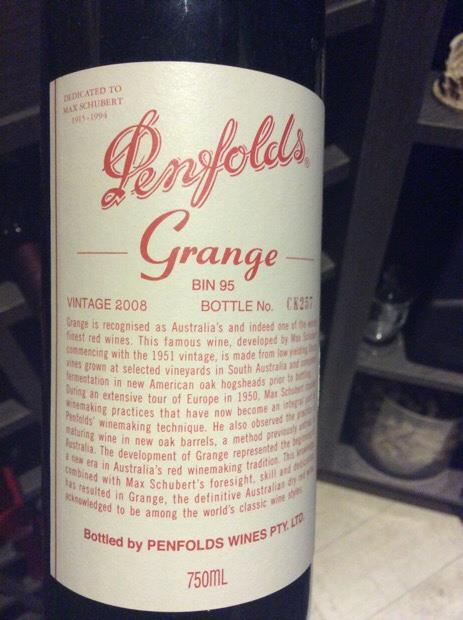 DEDICATED TO
MAX SCHUBERT
1915-1994
Penfolds®
Grange
BIN 95
VINTAGE 2008 BOTTLE No. CK257
Grange is recognised as Australia's and indeed one of the
finest red wines. This famous wine, developed by Max
commencing with the 1951 vintage, is made from low yielding
vines grown at selected vineyards in South Australia and
fermentation in new American oak hogsheads prior to
During an extensive tour of Europe in 1950, Max Schubert
winemaking practices that have now become an integral
Penfolds' winemaking technique. He also observed the
maturing wine in new oak barrels, a method previously
Australia. The development of Grange represented the
a new era in Australia's red winemaking tradition. This
combined with Max Schubert's foresight, skill and
has resulted in Grange, the definitive Australian dry red
acknowledged to be among the world's classic wine styles.
Bottled by PENFOLDS WINES PTY. LTD.
750ML